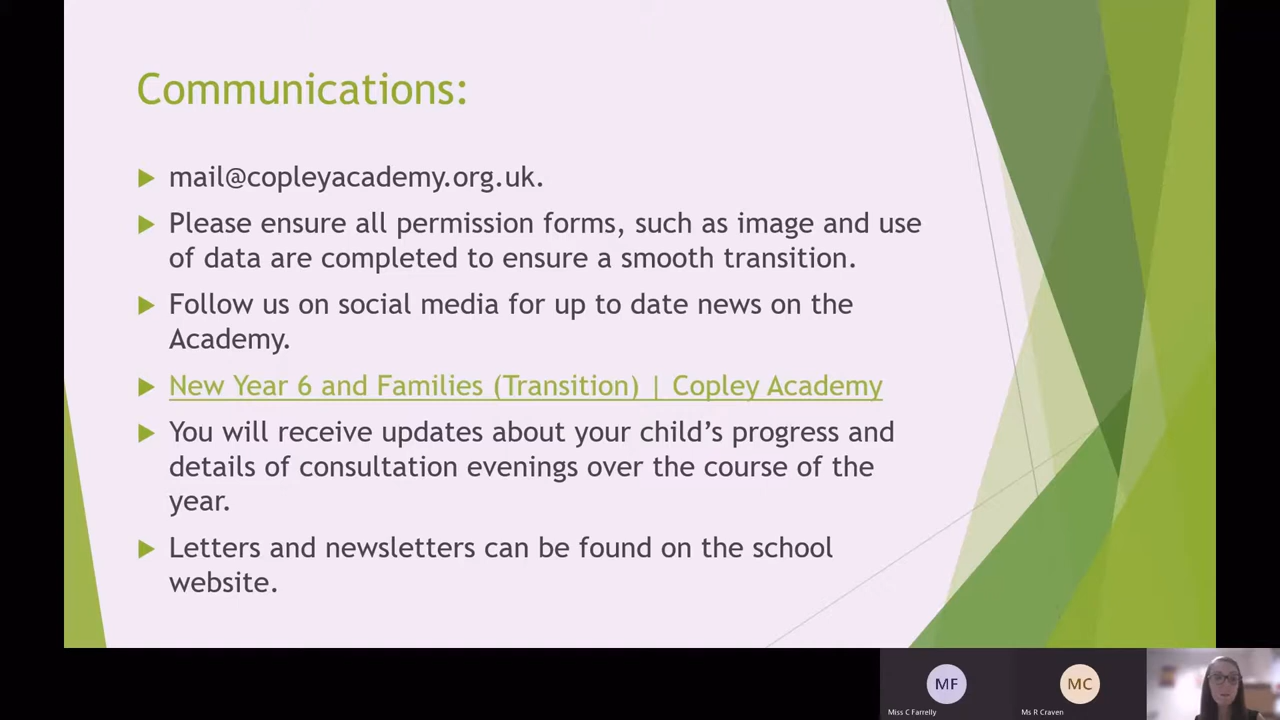 Communications:
mail@copleyacademy.org.uk.
Please ensure all permission forms, such as image and use
of data are completed to ensure a smooth transition.
Follow us on social media for up to date news on the
Academy.
New Year 6 and Families (Transition) | Copley Academy
You will receive updates about your child’s progress and
details of consultation evenings over the course of the
year.
Letters and newsletters can be found on the school
website.
MF
MC
Miss C Farrelly
Ms R Craven